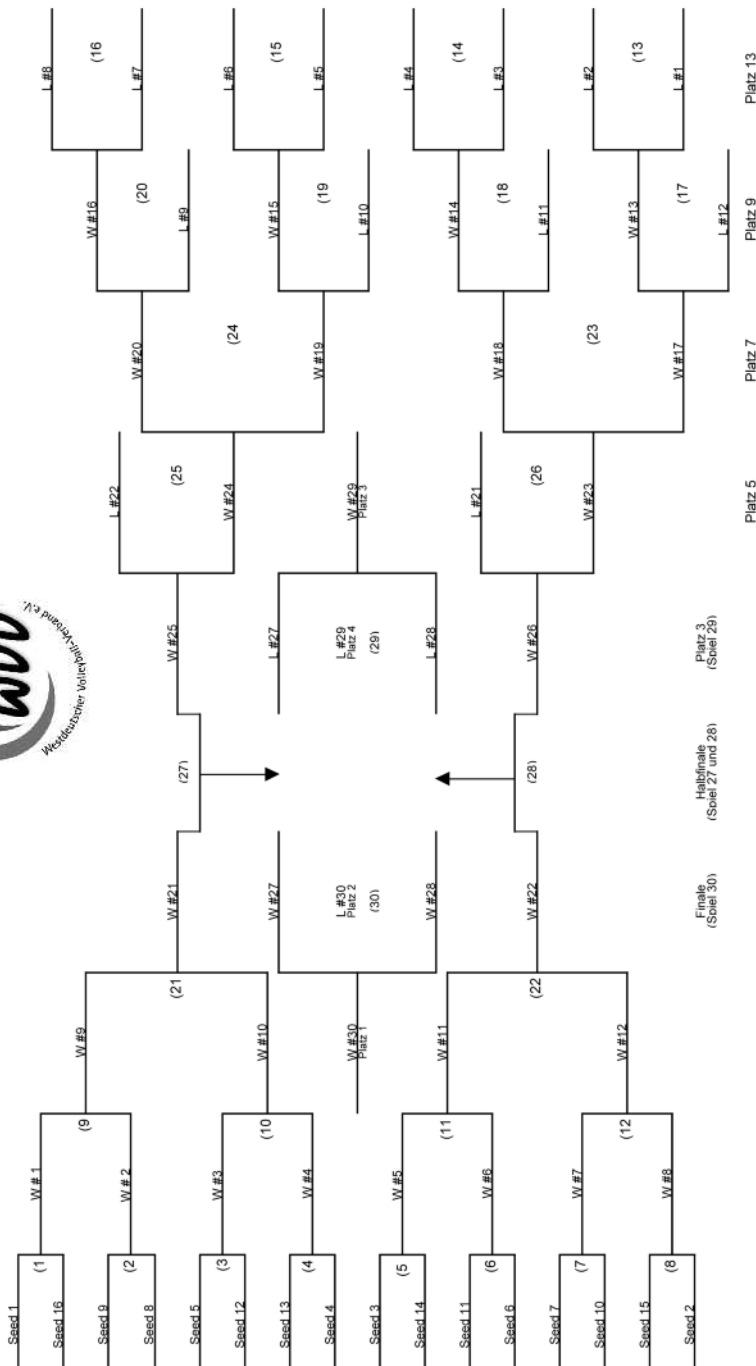 Seed 1
(1
Seed 16
Seed 9
(2
Seed 8
Seed 5
(3
Seed 12
Seed 13
(4
Seed 4
Seed 3
(5
Seed 14
Seed 11
(6
Seed 6
Seed 7
(7
Seed 10
Seed 15
(8
Seed 2
W # 1
(9
W # 2
W #3
(10
W #4
W #5
(11
W #6
W #7
(12
W #8
W #9
(21
W #10
W #30
Platz 1
W #11
(22
W #12
W #21
W #27
L #30
Platz 2
(30)
W #28
W #22
Finale
(Spiel 30)
(27)
(28)
Halbfinale
(Spiel 27 und 28)
Westdeutscher Volleyball-Verband e.V.
W #25
L #27
L #29
Platz 4
(29)
L #28
W #26
Platz 3
(Spiel 29)
L #22
(25
W #24
W #29
Platz 3
L #21
(26
W #23
Platz 5
W #20
(24
W #19
W #18
(23
W #17
Platz 7
W #16
(20
L #9
W #15
(19
L #10
W #14
(18
L #11
W #13
(17
L #12
Platz 9
L #8
(16
L #7
L #6
(15
L #5
L #4
(14
L #3
L #2
(13
L #1
Platz 13